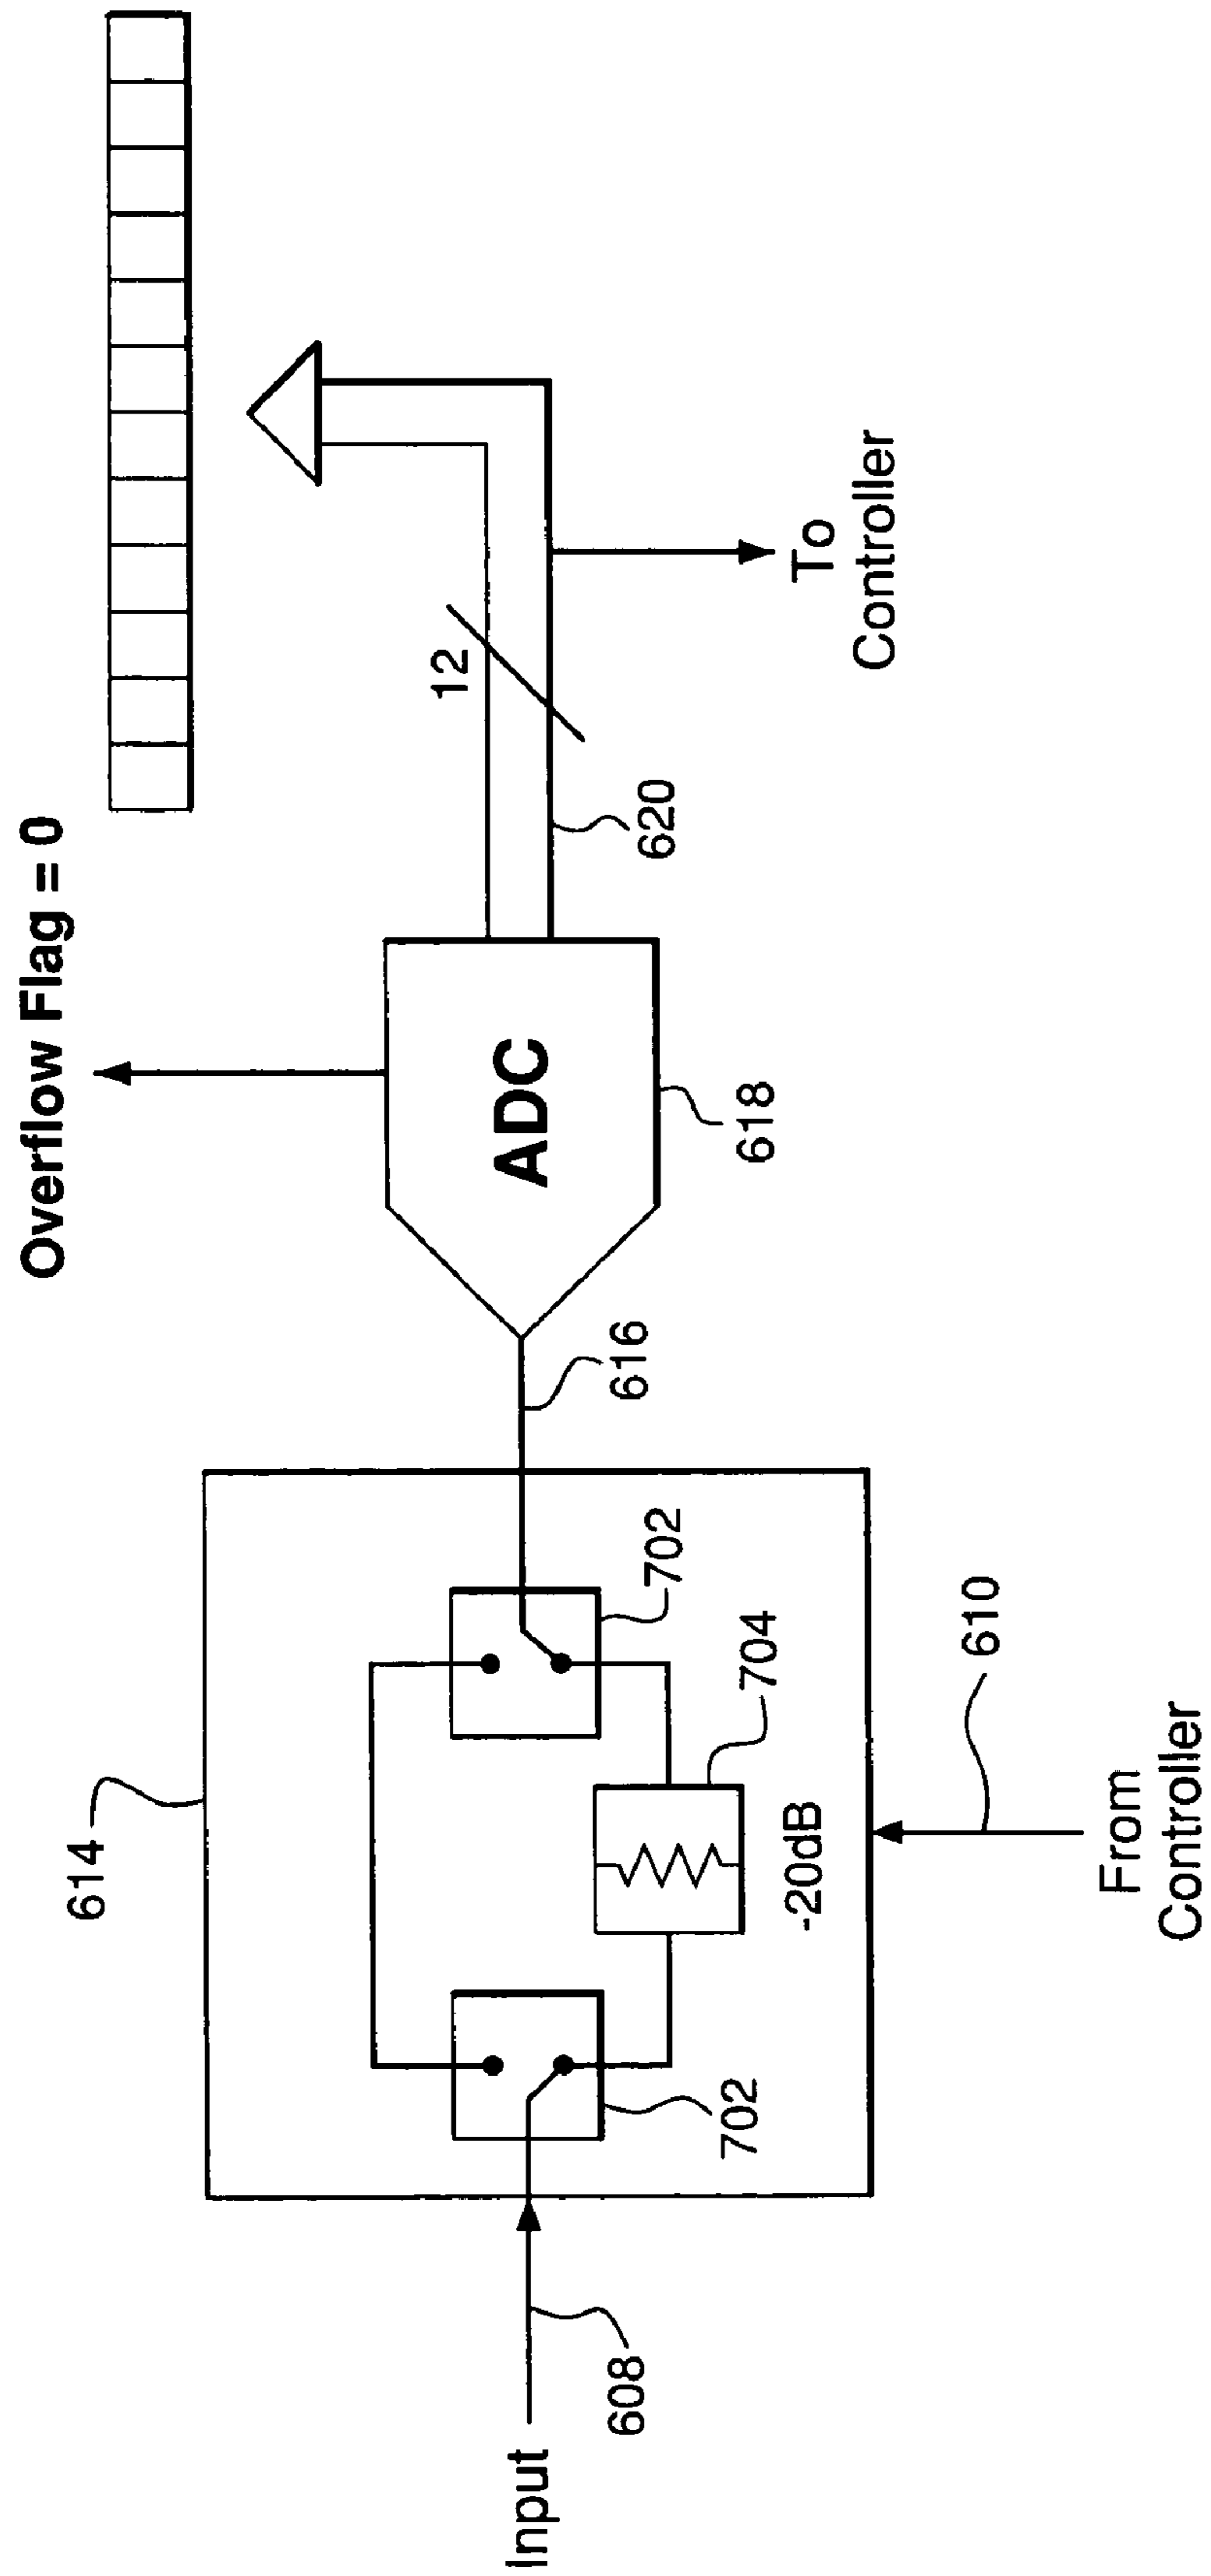 Overflow Flag = 0
614
702
702
704
-20dB
Input
608
616
ADC
618
12
620
To
Controller
610
From
Controller